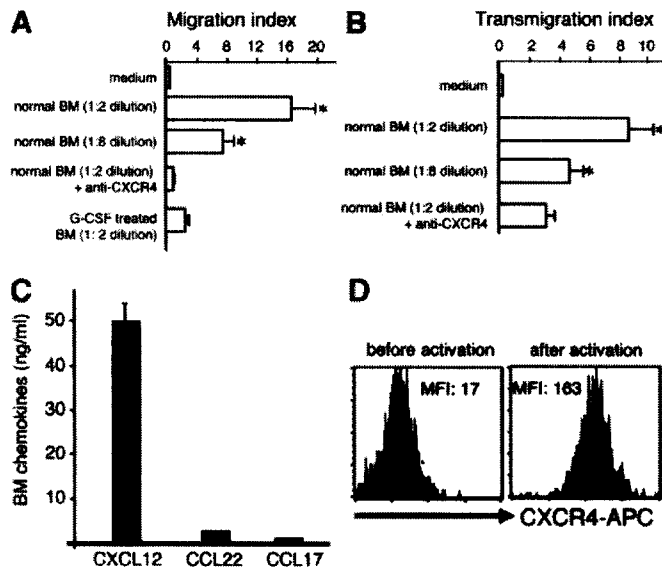 A
Migration index
0 4 8 12 16 20
medium
normal BM (1:2 dilution)
*
normal BM (1:8 dilution)
*
normal BM (1:2 dilution)
+ anti-CXCR4
G-CSF treated
BM (1: 2 dilution)
B
Transmigration index
0 2 4 6 8 10
medium
normal BM (1:2 dilution)
*
normal BM (1:8 dilution)
*
normal BM (1:2 dilution)
+ anti-CXCR4
C
BM chemokines (ng/ml)
50
40
30
20
10
CXCL12 CCL22 CCL17
D
before activation after activation
MFI: 17 MFI: 163
CXCR4-APC